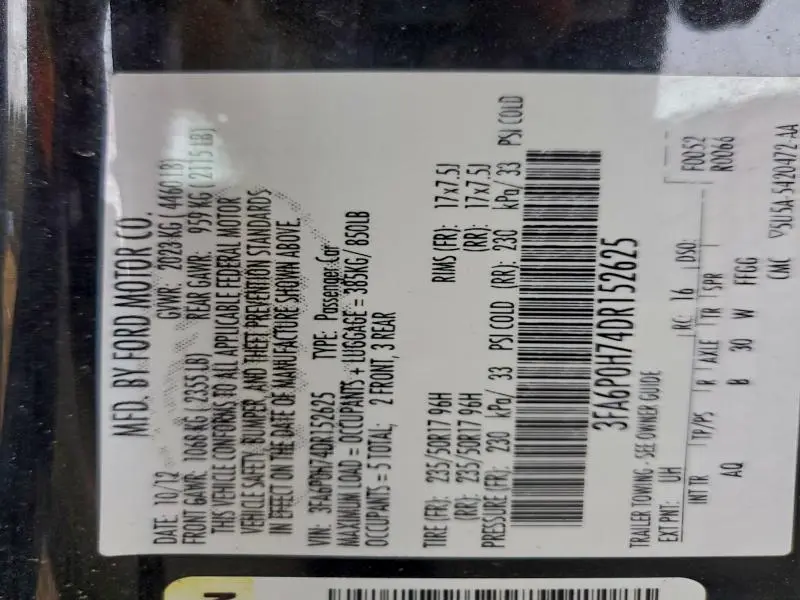 MFD. BY FORD MOTOR CO.
DATE: 10/12 GVWR: 2023 KG ( 4460 LB)
FRONT GAWR: 1068 KG ( 2355 LB) REAR GAWR: 959 KG ( 2115 LB)
THIS VEHICLE CONFORMS TO ALL APPLICABLE FEDERAL MOTOR
VEHICLE SAFETY, BUMPER, AND THEFT PREVENTION STANDARDS
IN EFFECT ON THE DATE OF MANUFACTURE SHOWN ABOVE.
VIN: 3FA6P0H74DR152625 TYPE: Passenger Car
MAXIMUM LOAD = OCCUPANTS + LUGGAGE = 385KG/ 850LB
OCCUPANTS = 5 TOTAL; 2 FRONT, 3 REAR
TIRE (FR): 235/50R17 96H RIMS (FR): 17x7.5J
(RR): 235/50R17 96H (RR): 17x7.5J
PRESSURE (FR): 230 kPa/ 33 PSI COLD (RR): 230 kPa/ 33 PSI COLD
3FA6P0H74DR152625
TRAILER TOWING - SEE OWNER GUIDE F0052
EXT PNT: UH RC: 16 DSO: R0066
INT TR TP/PS R AXLE TR SPR
AQ B 30 W FFGG
CMC 5U5A-5420472-AA
N